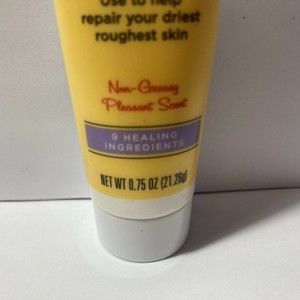 Use to help
repair your driest
roughest skin
Non-Greasy
Pleasant Scent
9 HEALING
INGREDIENTS
NET WT 0.75 OZ (21.26g)